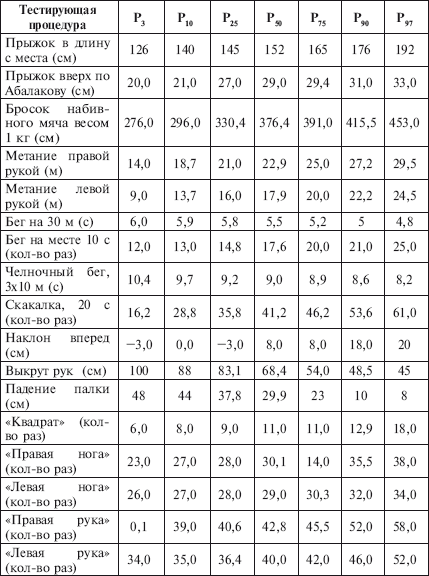 Тестирующая процедура P3 P10 P25 P50 P75 P90 P97
Прыжок в длину с места (см) 126 140 145 152 165 176 192
Прыжок вверх по Абалакову (см) 20,0 21,0 27,0 29,0 29,4 31,0 33,0
Бросок набивного мяча весом 1 кг (см) 276,0 296,0 330,4 376,4 391,0 415,5 453,0
Метание правой рукой (м) 14,0 18,7 21,0 22,9 25,0 27,2 29,5
Метание левой рукой (м) 9,0 13,7 16,0 17,9 20,0 22,2 24,5
Бег на 30 м (с) 6,0 5,9 5,8 5,5 5,2 5 4,8
Бег на месте 10 с (кол-во раз) 12,0 13,0 14,8 17,6 20,0 21,0 25,0
Челночный бег, 3х10 м (с) 10,4 9,7 9,2 9,0 8,9 8,6 8,2
Скакалка, 20 с (кол-во раз) 16,2 28,8 35,8 41,2 46,2 53,6 61,0
Наклон вперед (см) −3,0 0,0 −3,0 8,0 8,0 18,0 20
Выкрут рук (см) 100 88 83,1 68,4 54,0 48,5 45
Падение палки (см) 48 44 37,8 29,9 23 10 8
«Квадрат» (кол-во раз) 6,0 8,0 9,0 11,0 11,0 12,9 18,0
«Правая нога» (кол-во раз) 23,0 27,0 28,0 30,1 14,0 35,5 38,0
«Левая нога» (кол-во раз) 26,0 27,0 28,0 29,0 30,3 32,0 34,0
«Правая рука» (кол-во раз) 0,1 39,0 40,6 42,8 45,5 52,0 58,0
«Левая рука» (кол-во раз) 34,0 35,0 36,4 40,0 42,0 46,0 52,0